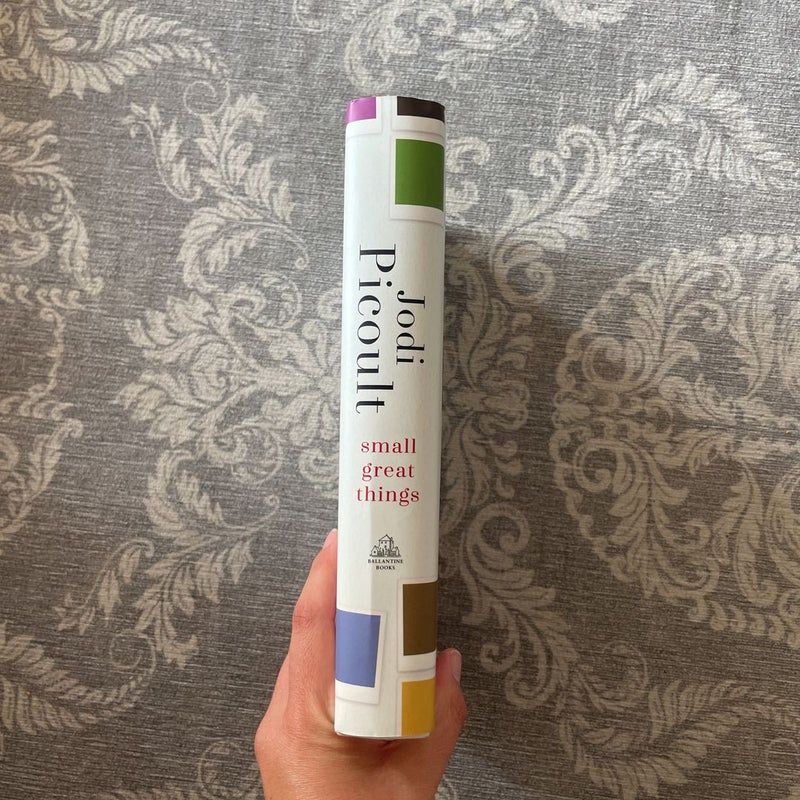 Jodi
Picoult
small
great
things
BALLANTINE
BOOKS